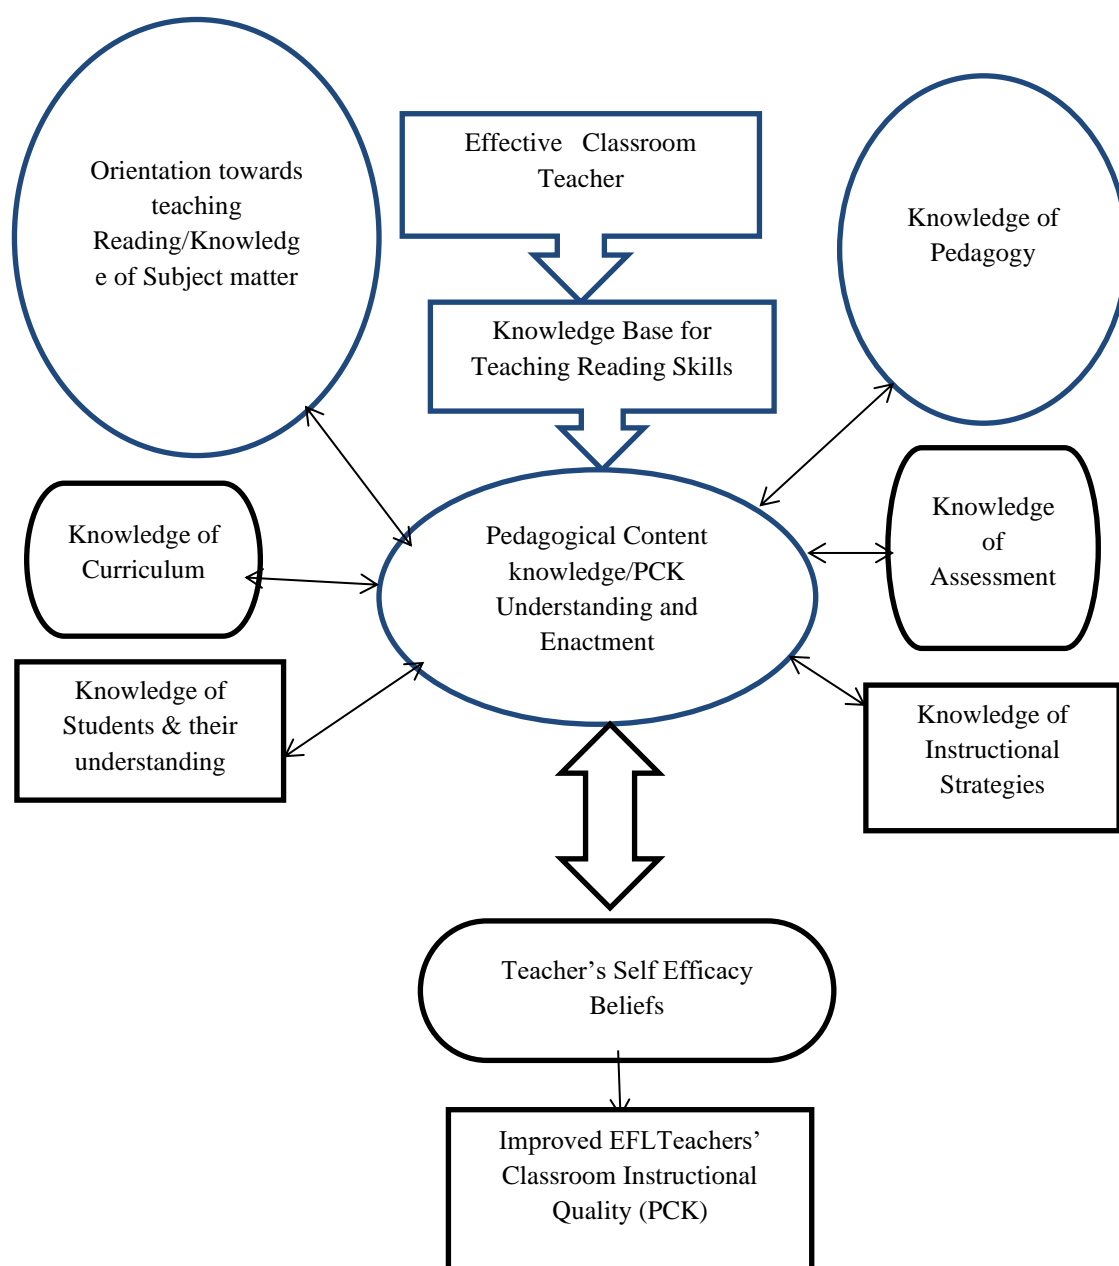 Effective Classroom
Teacher
Orientation towards
teaching
Reading/Knowledg
e of Subject matter
Knowledge of
Pedagogy
Knowledge Base for
Teaching Reading Skills
Knowledge of
Curriculum
Pedagogical Content
knowledge/PCK
Understanding and
Enactment
Knowledge
of
Assessment
Knowledge of
Students & their
understanding
Knowledge of
Instructional
Strategies
Teacher’s Self Efficacy
Beliefs
Improved EFLTeachers’
Classroom Instructional
Quality (PCK)